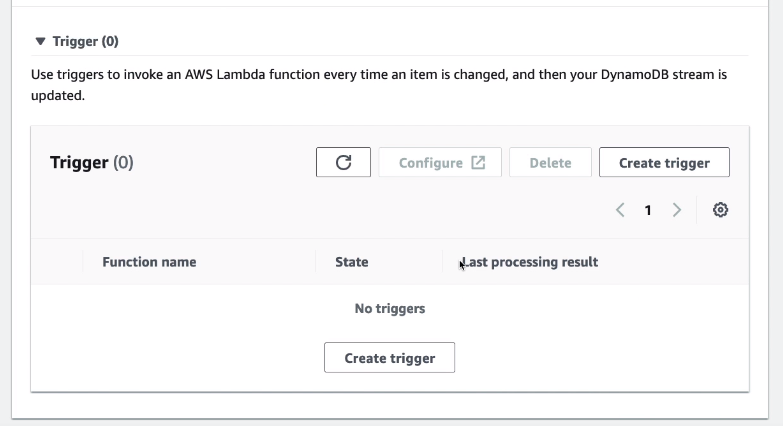 Trigger (0)
Use triggers to invoke an AWS Lambda function every time an item is changed, and then your DynamoDB stream is
updated.
Trigger (0)
Configure
Delete
Create trigger
1
Function name
State
Last processing result
No triggers
Create trigger